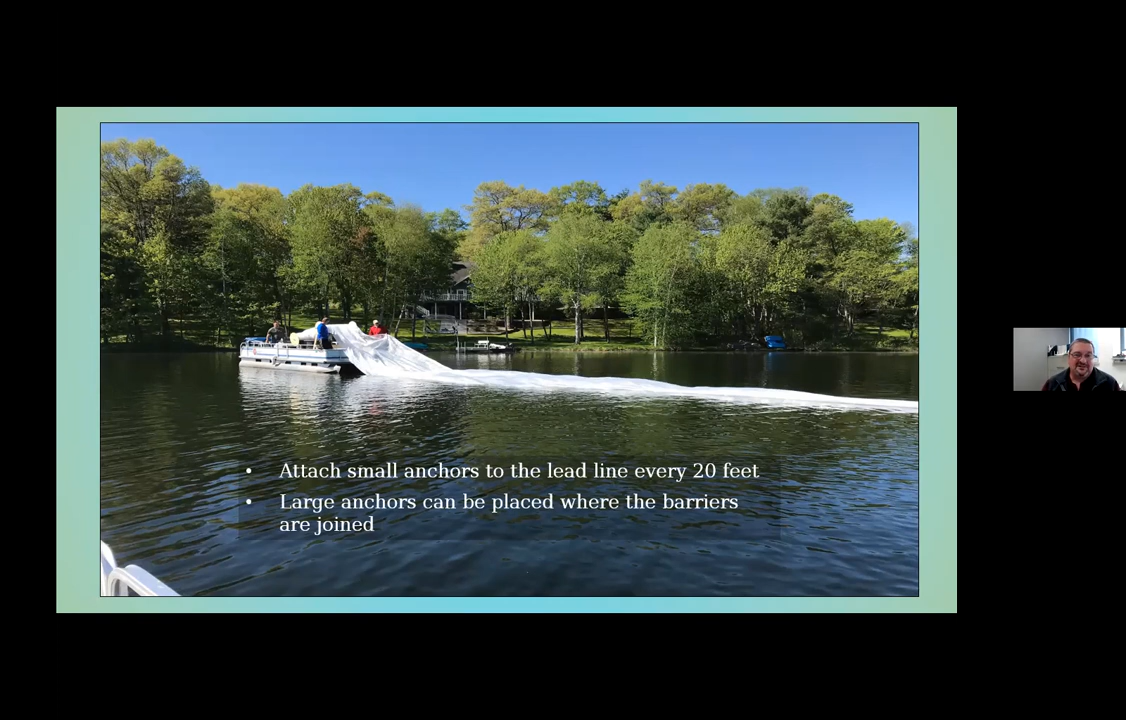 • Attach small anchors to the lead line every 20 feet
• Large anchors can be placed where the barriers
are joined